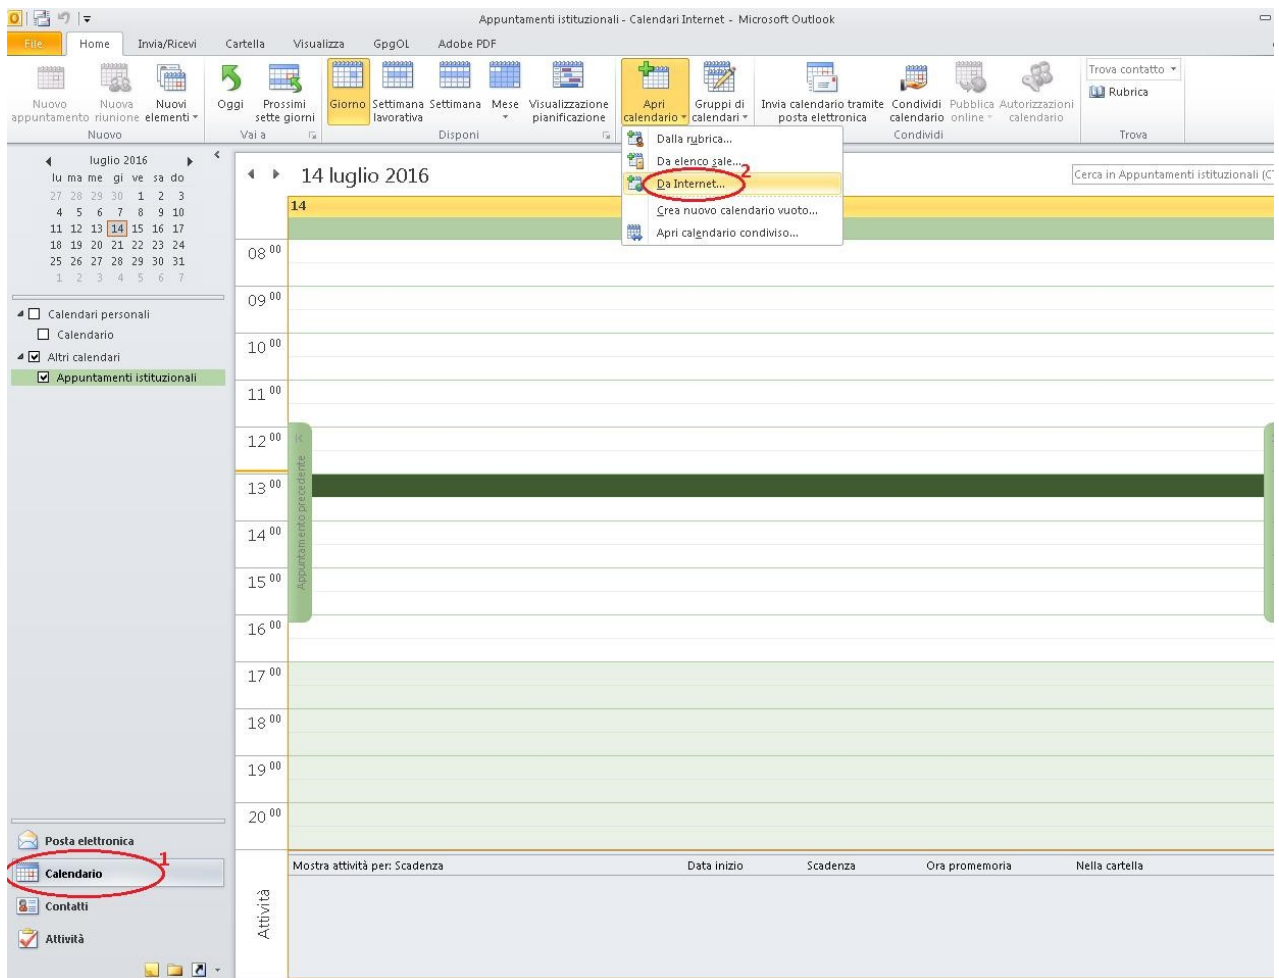 Appuntamenti istituzionali - Calendari Internet - Microsoft Outlook
File Home Invia/Ricevi Cartella Visualizza GpgOL Adobe PDF
Nuovo appuntamento
Nuova riunione
Nuovi elementi
Nuovo
Oggi
Prossimi sette giorni
Vai a
Giorno
Settimana lavorativa
Settimana
Mese
Visualizzazione pianificazione
Disponi
Apri calendario
Gruppi di calendari
Invia calendario tramite posta elettronica
Condividi calendario
Pubblica online
Autorizzazioni calendario
Condividi
Trova contatto
Rubrica
Trova
Dalla rubrica...
Da elenco sale...
Da Internet...
2
Crea nuovo calendario vuoto...
Apri calendario condiviso...
luglio 2016
lu ma me gi ve sa do
27 28 29 30 1 2 3
4 5 6 7 8 9 10
11 12 13 14 15 16 17
18 19 20 21 22 23 24
25 26 27 28 29 30 31
1 2 3 4 5 6 7
Calendari personali
Calendario
Altri calendari
Appuntamenti istituzionali
Posta elettronica
1
Calendario
Contatti
Attività
14 luglio 2016
Cerca in Appuntamenti istituzionali
14
08 00
09 00
10 00
11 00
12 00
13 00
14 00
15 00
16 00
17 00
18 00
19 00
20 00
Appuntamento precedente
Attività
Mostra attività per: Scadenza Data inizio Scadenza Ora promemoria Nella cartella